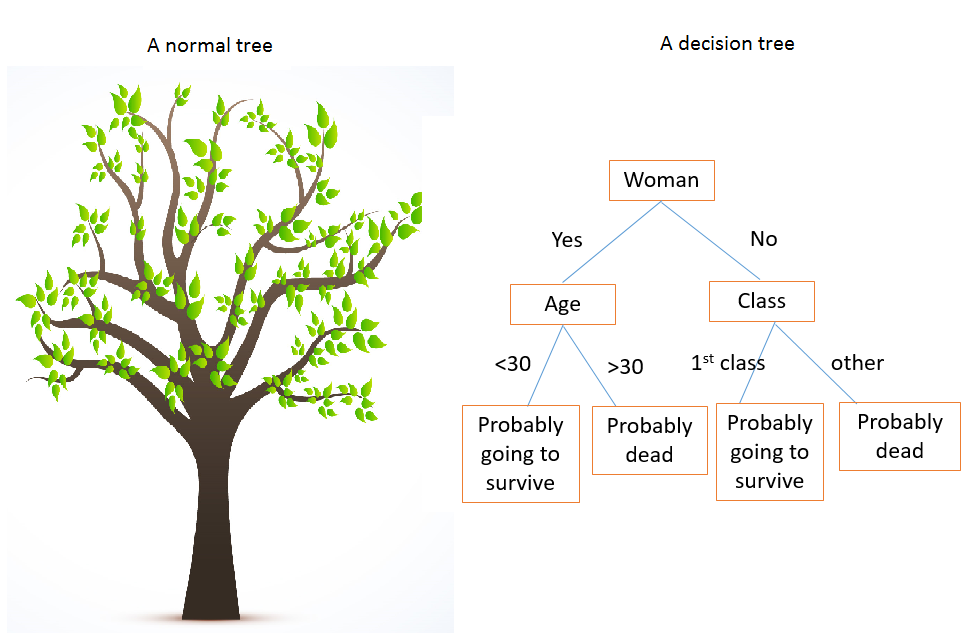 A normal tree
A decision tree
Woman
Yes
No
Age
Class
<30
>30
1st class
other
Probably
going to
survive
Probably
dead
Probably
going to
survive
Probably
dead